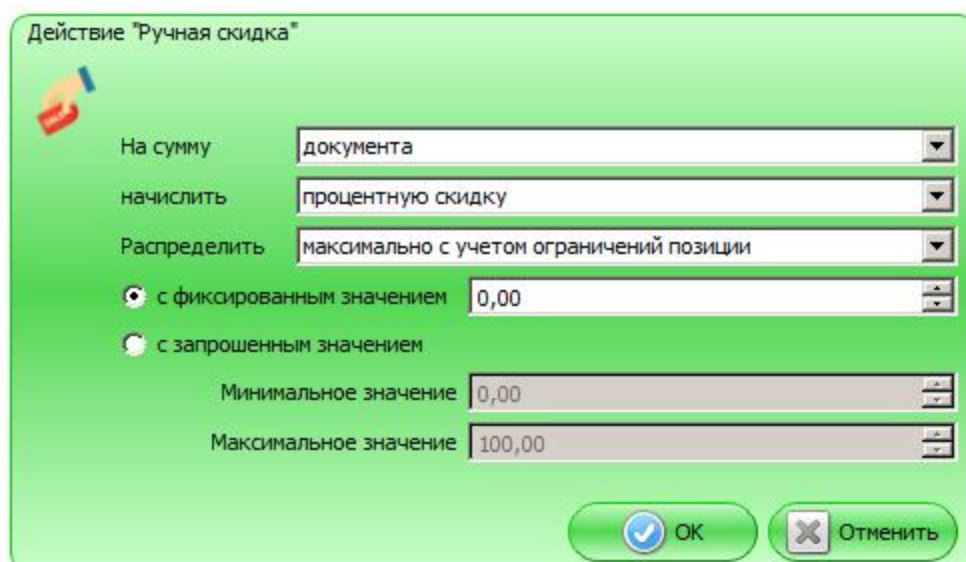 Действие "Ручная скидка"
На сумму документа
начислить процентную скидку
Распределить максимально с учетом ограничений позиции
с фиксированным значением 0,00
с запрошенным значением
Минимальное значение 0,00
Максимальное значение 100,00
ОК Отменить